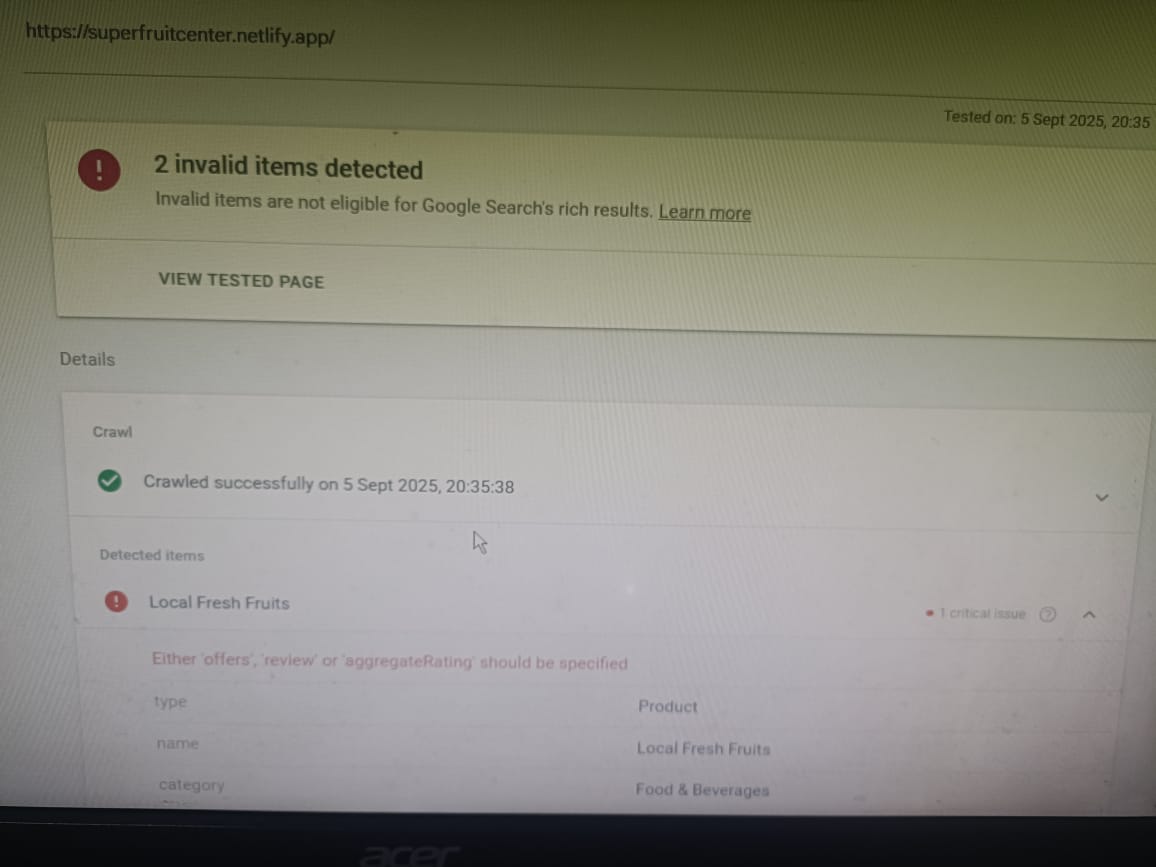 https://superfruitcenter.netlify.app/
Tested on: 5 Sept 2025, 20:35
2 invalid items detected
Invalid items are not eligible for Google Search's rich results. Learn more
VIEW TESTED PAGE
Details
Crawl
Crawled successfully on 5 Sept 2025, 20:35:38
Detected items
Local Fresh Fruits
1 critical issue
Either 'offers', 'review' or 'aggregateRating' should be specified
type Product
name Local Fresh Fruits
category Food & Beverages
acer